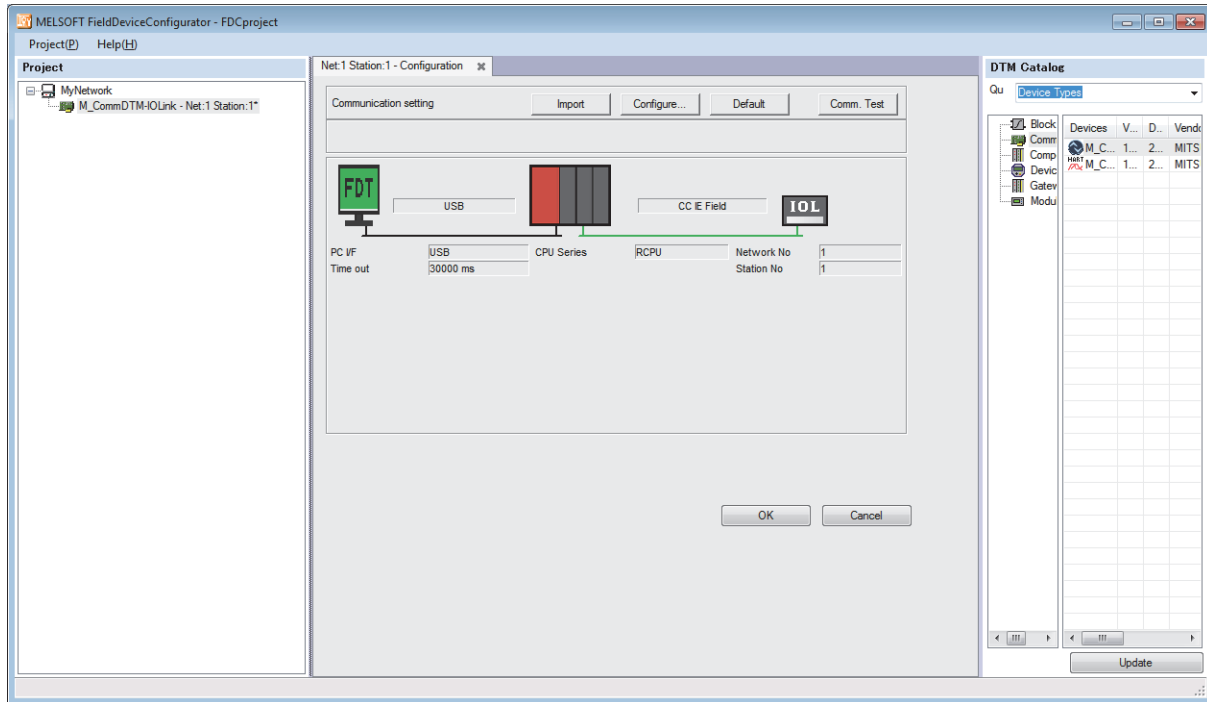 MELSOFT FieldDeviceConfigurator - FDCproject
Project(P) Help(H)
Project
MyNetwork
M_CommDTM-IOLink - Net:1 Station:1*
Net:1 Station:1 - Configuration
Communication setting
Import
Configure...
Default
Comm. Test
FDT
USB
CC IE Field
IOL
PC I/F
USB
CPU Series
RCPU
Network No
1
Time out
30000 ms
Station No
1
OK
Cancel
DTM Catalog
Qu
Device Types
Block
Comm
Comp
Devic
Gatev
Modu
Devices V... D.. Vendo
M_C... 1... 2... MITS
HART M_C... 1... 2... MITS
Update